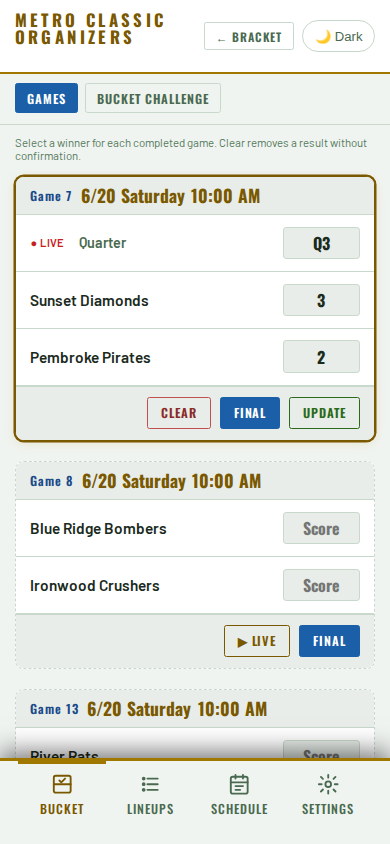 METRO CLASSIC
ORGANIZERS
← BRACKET
🌙 Dark
GAMES
BUCKET CHALLENGE
Select a winner for each completed game. Clear removes a result without
confirmation.
Game 7 6/20 Saturday 10:00 AM
● LIVE Quarter Q3
Sunset Diamonds 3
Pembroke Pirates 2
CLEAR FINAL UPDATE
Game 8 6/20 Saturday 10:00 AM
Blue Ridge Bombers Score
Ironwood Crushers Score
▶ LIVE FINAL
Game 13 6/20 Saturday 10:00 AM
River Rats Score
BUCKET LINEUPS SCHEDULE SETTINGS